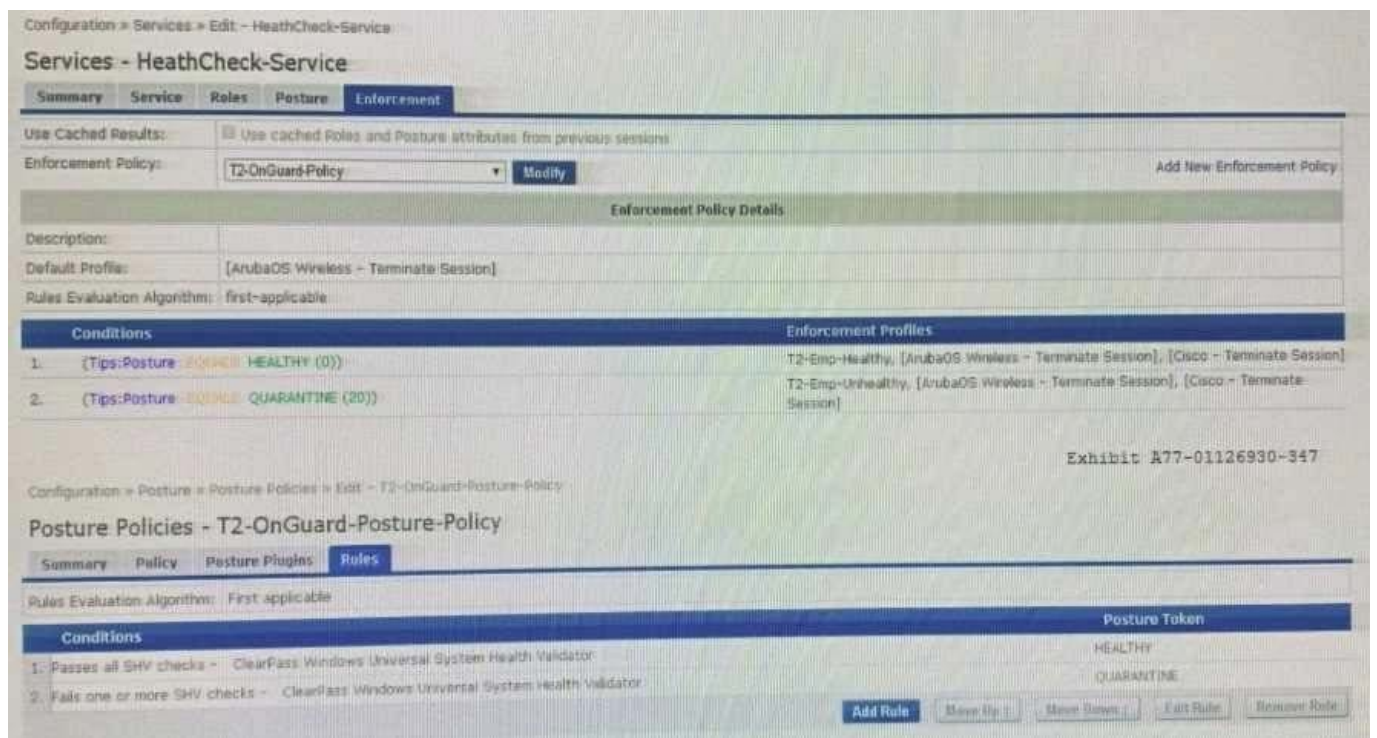 Configuration » Services » Edit - HeathCheck-Service
Services - HeathCheck-Service
Summary Service Roles Posture Enforcement
Use Cached Results: Use cached Roles and Posture attributes from previous sessions
Enforcement Policy: T2-OnGuard-Policy Modify Add New Enforcement Policy
Enforcement Policy Details
Description:
Default Profile: [ArubaOS Wireless - Terminate Session]
Rules Evaluation Algorithm: first-applicable
Conditions Enforcement Profiles
1. (Tips:Posture EQUALS HEALTHY (0)) T2-Emp-Healthy, [ArubaOS Wireless - Terminate Session], [Cisco - Terminate Session]
2. (Tips:Posture EQUALS QUARANTINE (20)) T2-Emp-Unhealthy, [ArubaOS Wireless - Terminate Session], [Cisco - Terminate
Session]
Exhibit A77-01126930-347
Configuration » Posture » Posture Policies » Edit - T2-OnGuard-Posture-Policy
Posture Policies - T2-OnGuard-Posture-Policy
Summary Policy Posture Plugins Rules
Rules Evaluation Algorithm: First applicable
Conditions Posture Token
1. Passes all SHV checks - ClearPass Windows Universal System Health Validator HEALTHY
2. Fails one or more SHV checks - ClearPass Windows Universal System Health Validator QUARANTINE
Add Rule Move Up ↑ Move Down ↓ Edit Rule Remove Rule